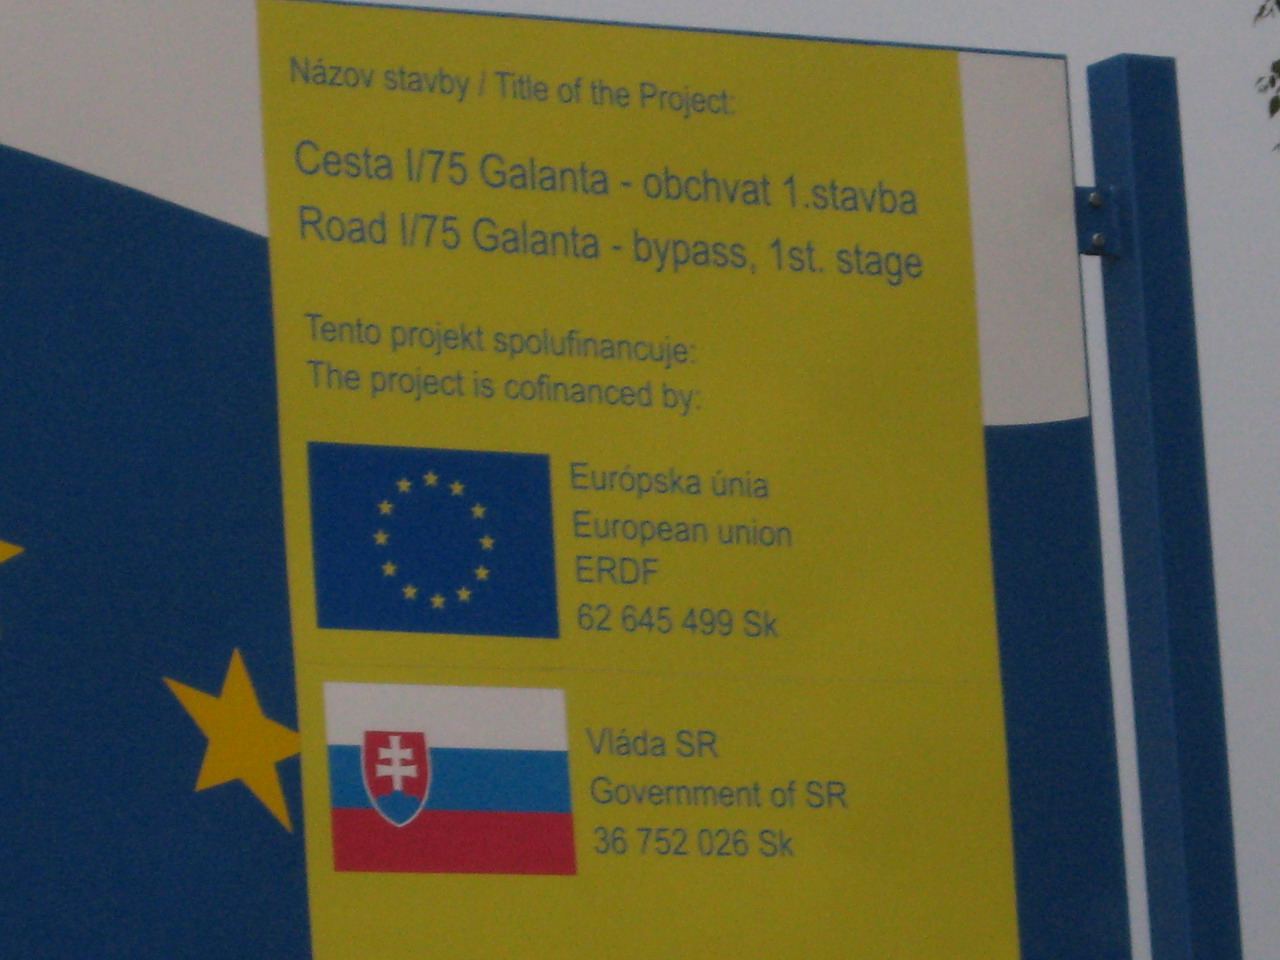 Názov stavby / Title of the Project:
Cesta I/75 Galanta - obchvat 1.stavba
Road I/75 Galanta - bypass, 1st. stage
Tento projekt spolufinancuje:
The project is cofinanced by:
Európska únia
European union
ERDF
62 645 499 Sk
Vláda SR
Government of SR
36 752 026 Sk